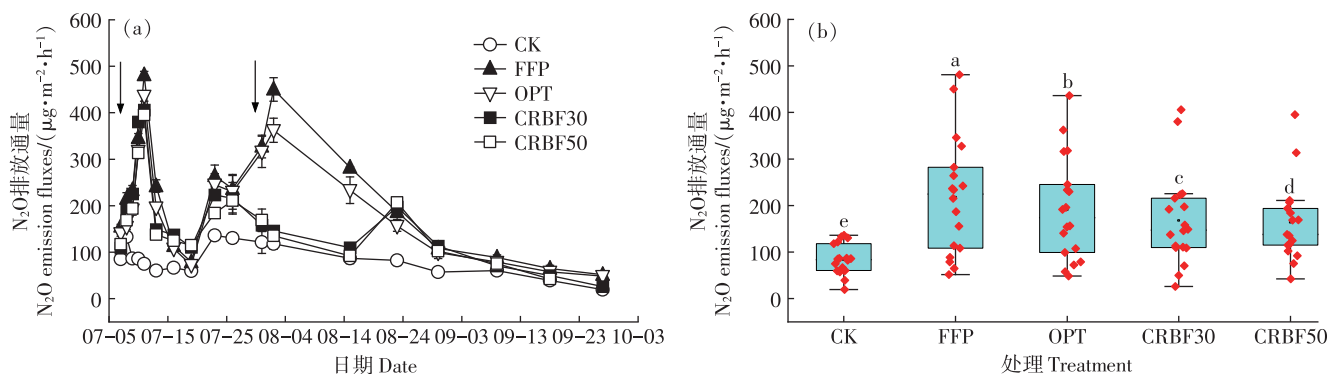 (a)
N₂O排放通量
N₂O emission fluxes/(μg·m⁻²·h⁻¹)
600
500
400
300
200
100
0
CK
FFP
OPT
CRBF30
CRBF50
07-05 07-15 07-25 08-04 08-14 08-24 09-03 09-13 09-23 10-03
日期 Date
(b)
N₂O排放通量
N₂O emission fluxes/(μg·m⁻²·h⁻¹)
600
500
400
300
200
100
0
e
a
b
c
d
CK FFP OPT CRBF30 CRBF50
处理 Treatment